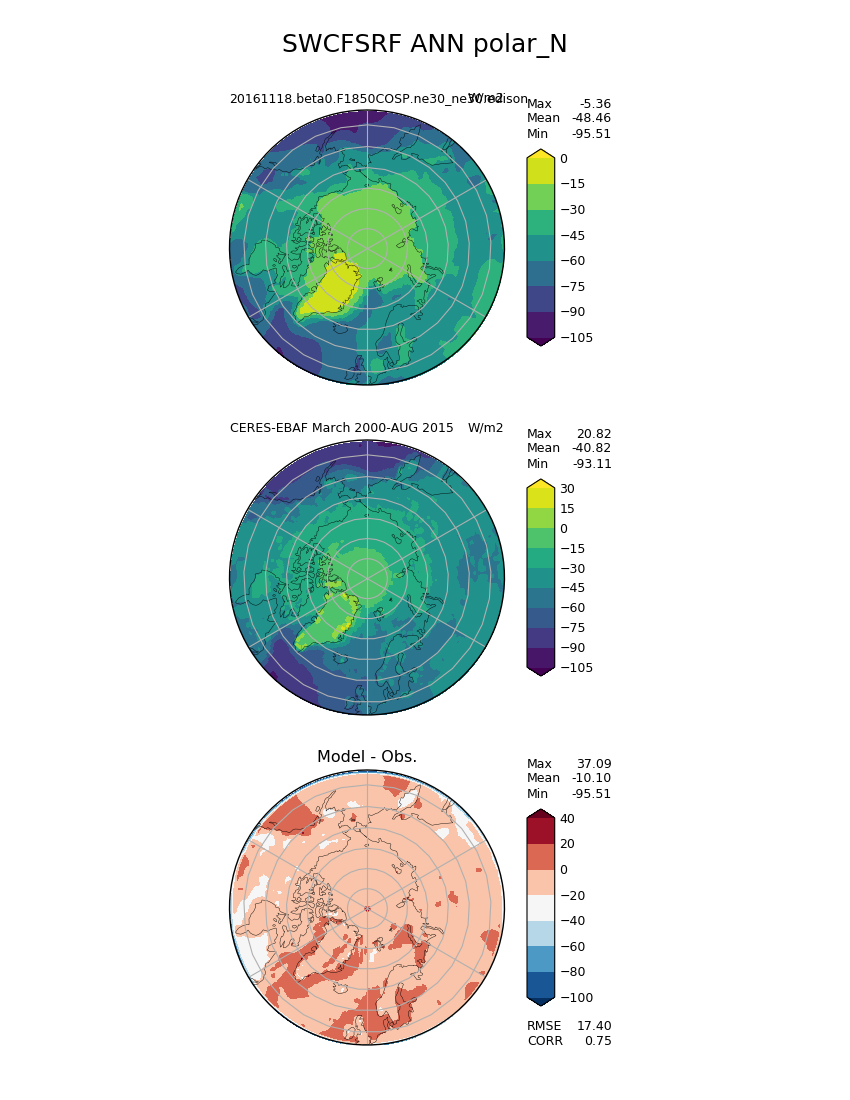 SWCFSRF ANN polar_N
20161118.beta0.F1850COSP.ne30_ne30.edison W/m2
Max -5.36
Mean -48.46
Min -95.51
0
−15
−30
−45
−60
−75
−90
−105
CERES-EBAF March 2000-AUG 2015 W/m2
Max 20.82
Mean -40.82
Min -93.11
30
15
0
−15
−30
−45
−60
−75
−90
−105
Model - Obs.
Max 37.09
Mean -10.10
Min -95.51
40
20
0
−20
−40
−60
−80
−100
RMSE 17.40
CORR 0.75